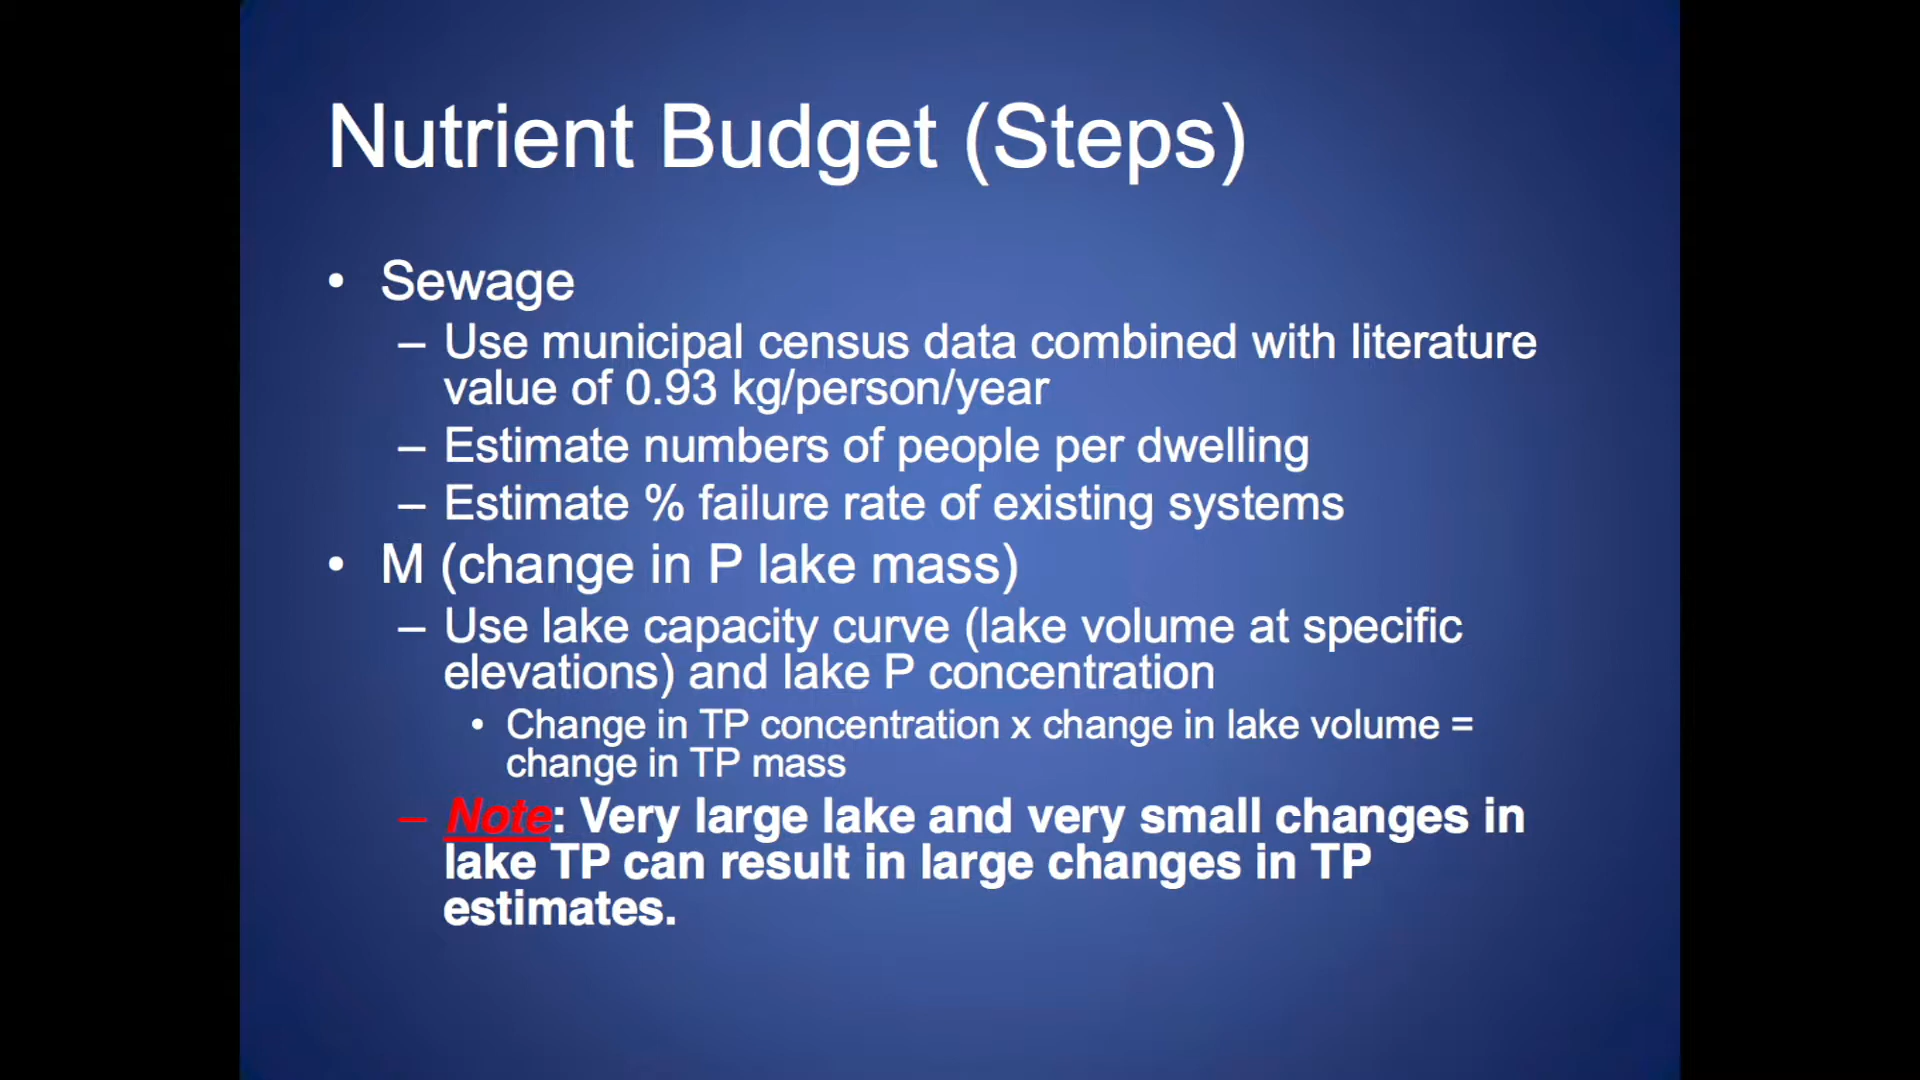 Nutrient Budget (Steps)
• Sewage
– Use municipal census data combined with literature
value of 0.93 kg/person/year
– Estimate numbers of people per dwelling
– Estimate % failure rate of existing systems
• M (change in P lake mass)
– Use lake capacity curve (lake volume at specific
elevations) and lake P concentration
• Change in TP concentration x change in lake volume =
change in TP mass
– Note: Very large lake and very small changes in
lake TP can result in large changes in TP
estimates.